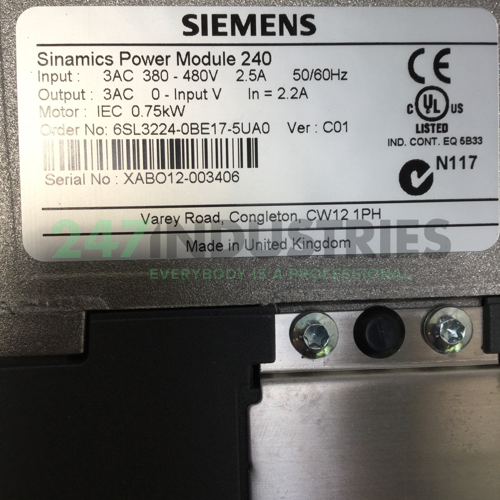 SIEMENS
Sinamics Power Module 240
Input : 3AC 380 - 480V 2.5A 50/60Hz
Output : 3AC 0 - Input V In = 2.2A
Motor : IEC 0.75kW
Order No: 6SL3224-0BE17-5UA0 Ver : C01
Serial No : XABO12-003406
CE
C UL US
LISTED
IND. CONT. EQ 5B33
N117
Varey Road, Congleton, CW12 1PH
Made in United Kingdom
247INDUSTRIES
EVERYBODY IS A PROFESSIONAL